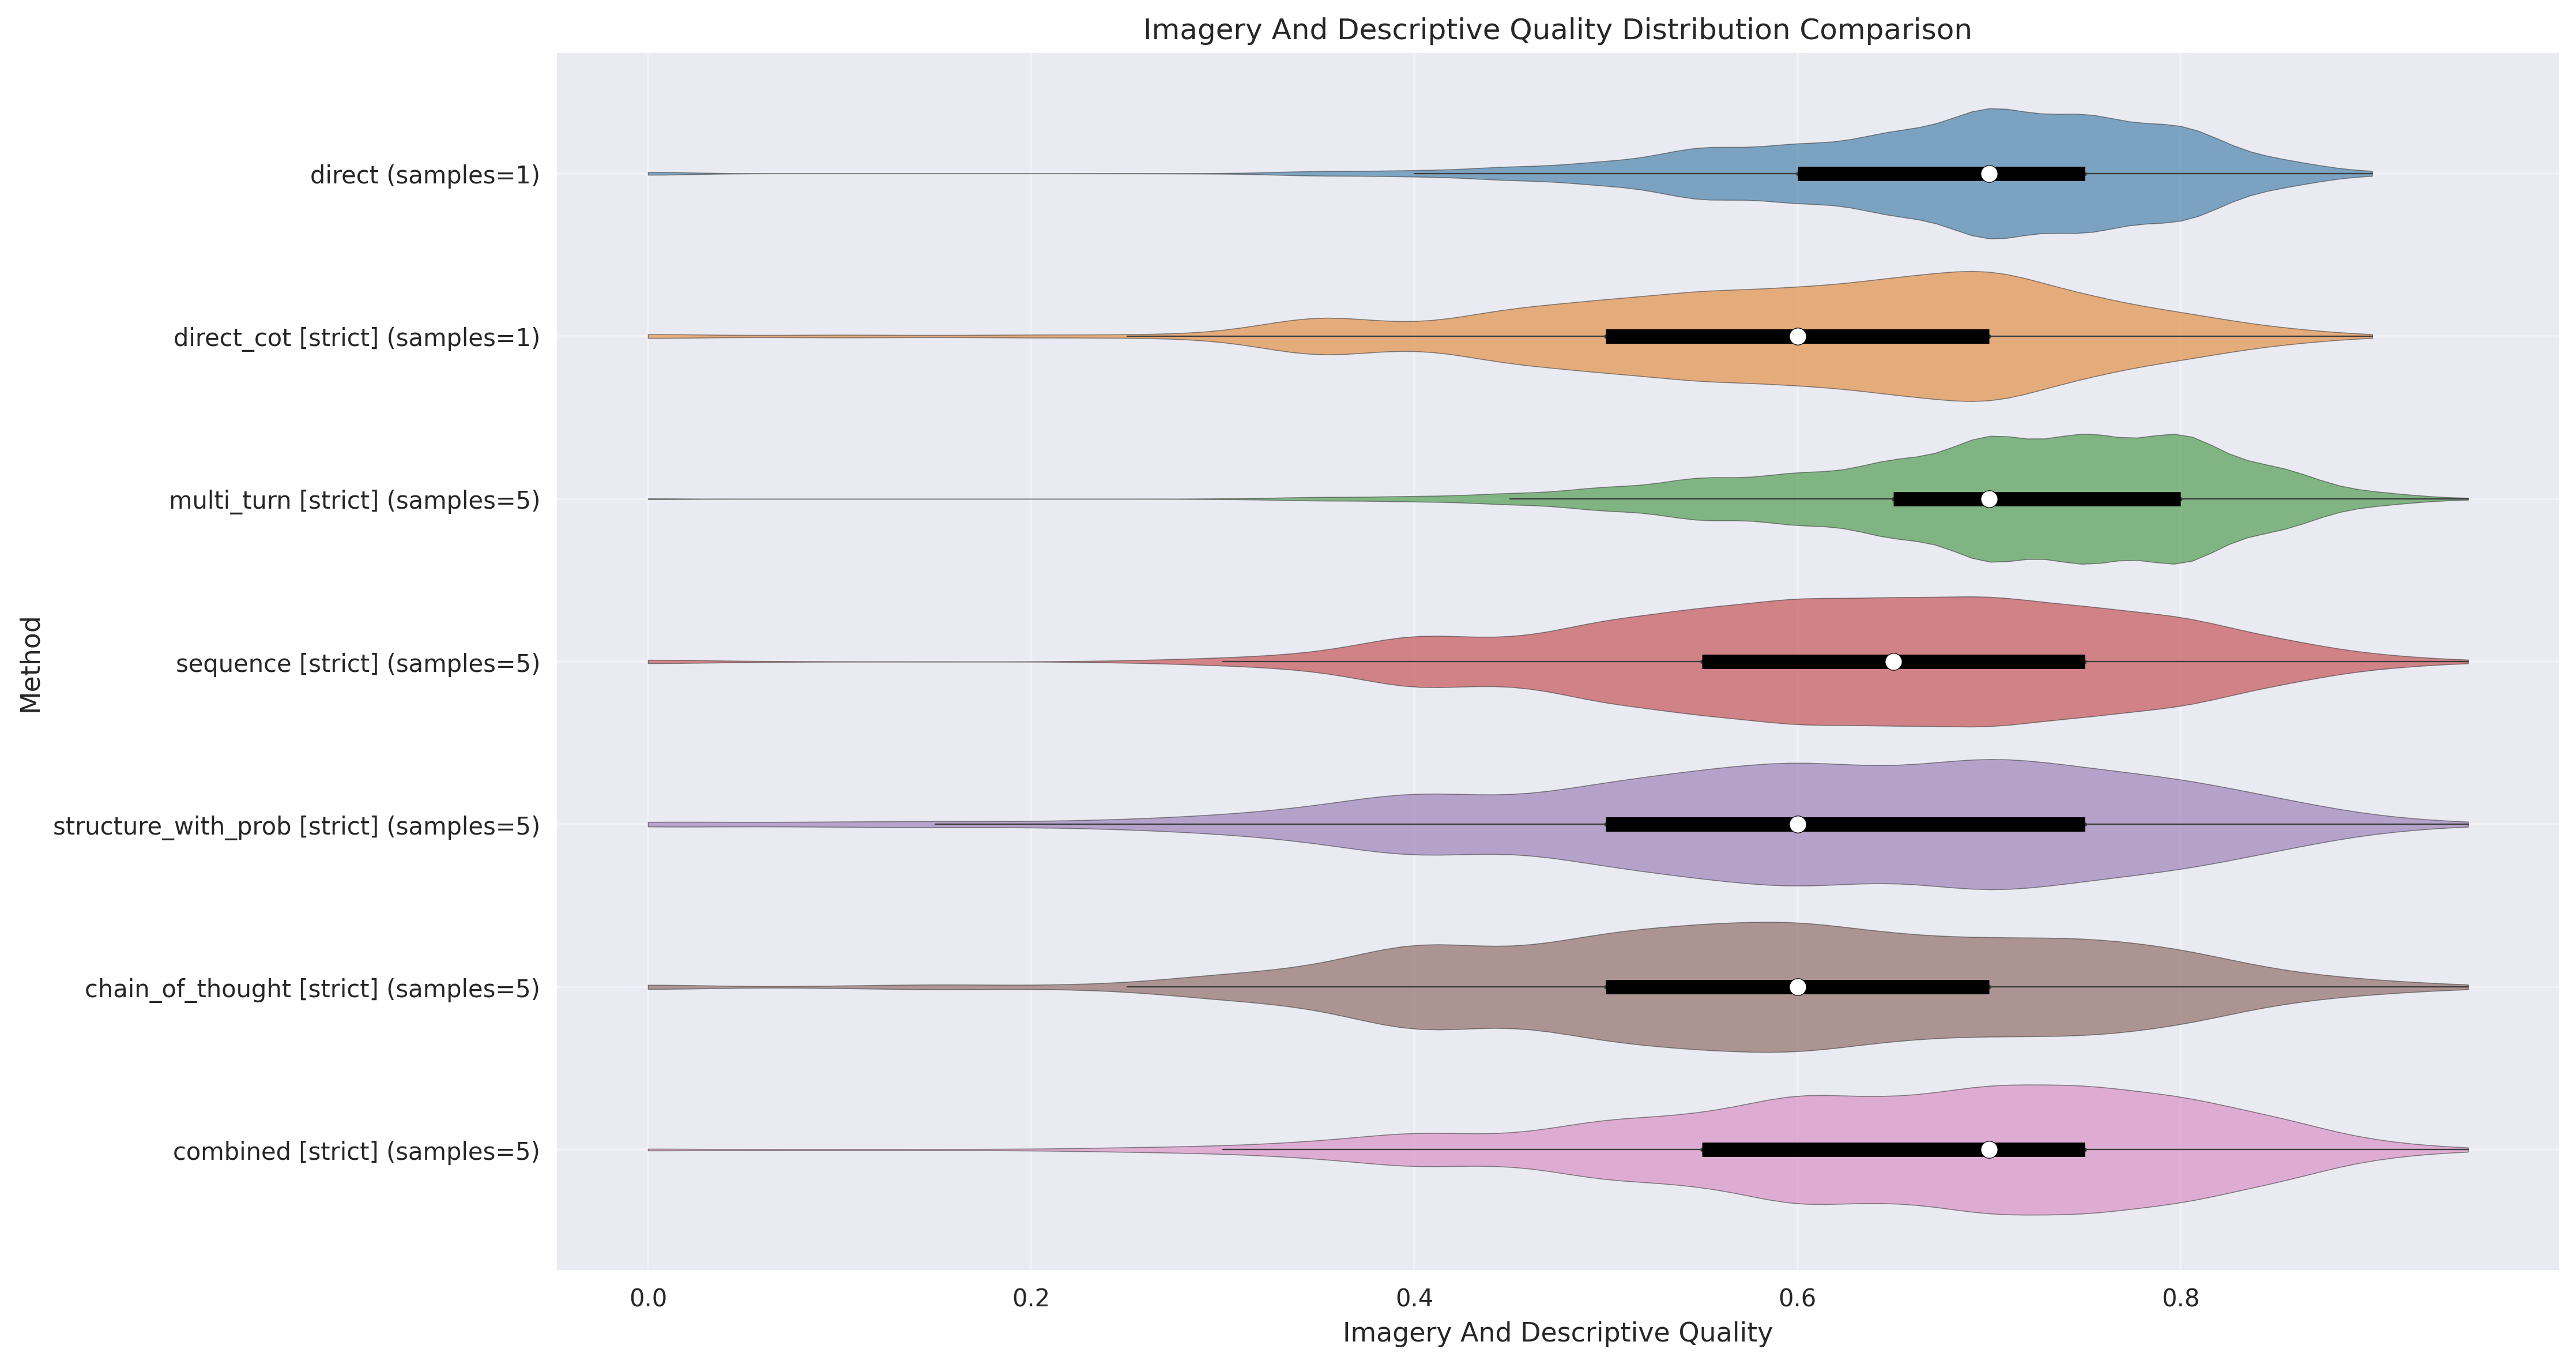 Imagery And Descriptive Quality Distribution Comparison
direct (samples=1)
direct_cot [strict] (samples=1)
multi_turn [strict] (samples=5)
sequence [strict] (samples=5)
structure_with_prob [strict] (samples=5)
chain_of_thought [strict] (samples=5)
combined [strict] (samples=5)
Method
0.0 0.2 0.4 0.6 0.8
Imagery And Descriptive Quality